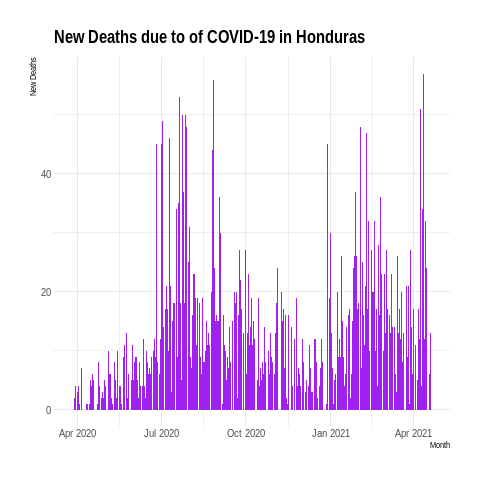 New Deaths due to of COVID-19 in Honduras
New Deaths
40
20
0
Apr 2020 Jul 2020 Oct 2020 Jan 2021 Apr 2021
Month